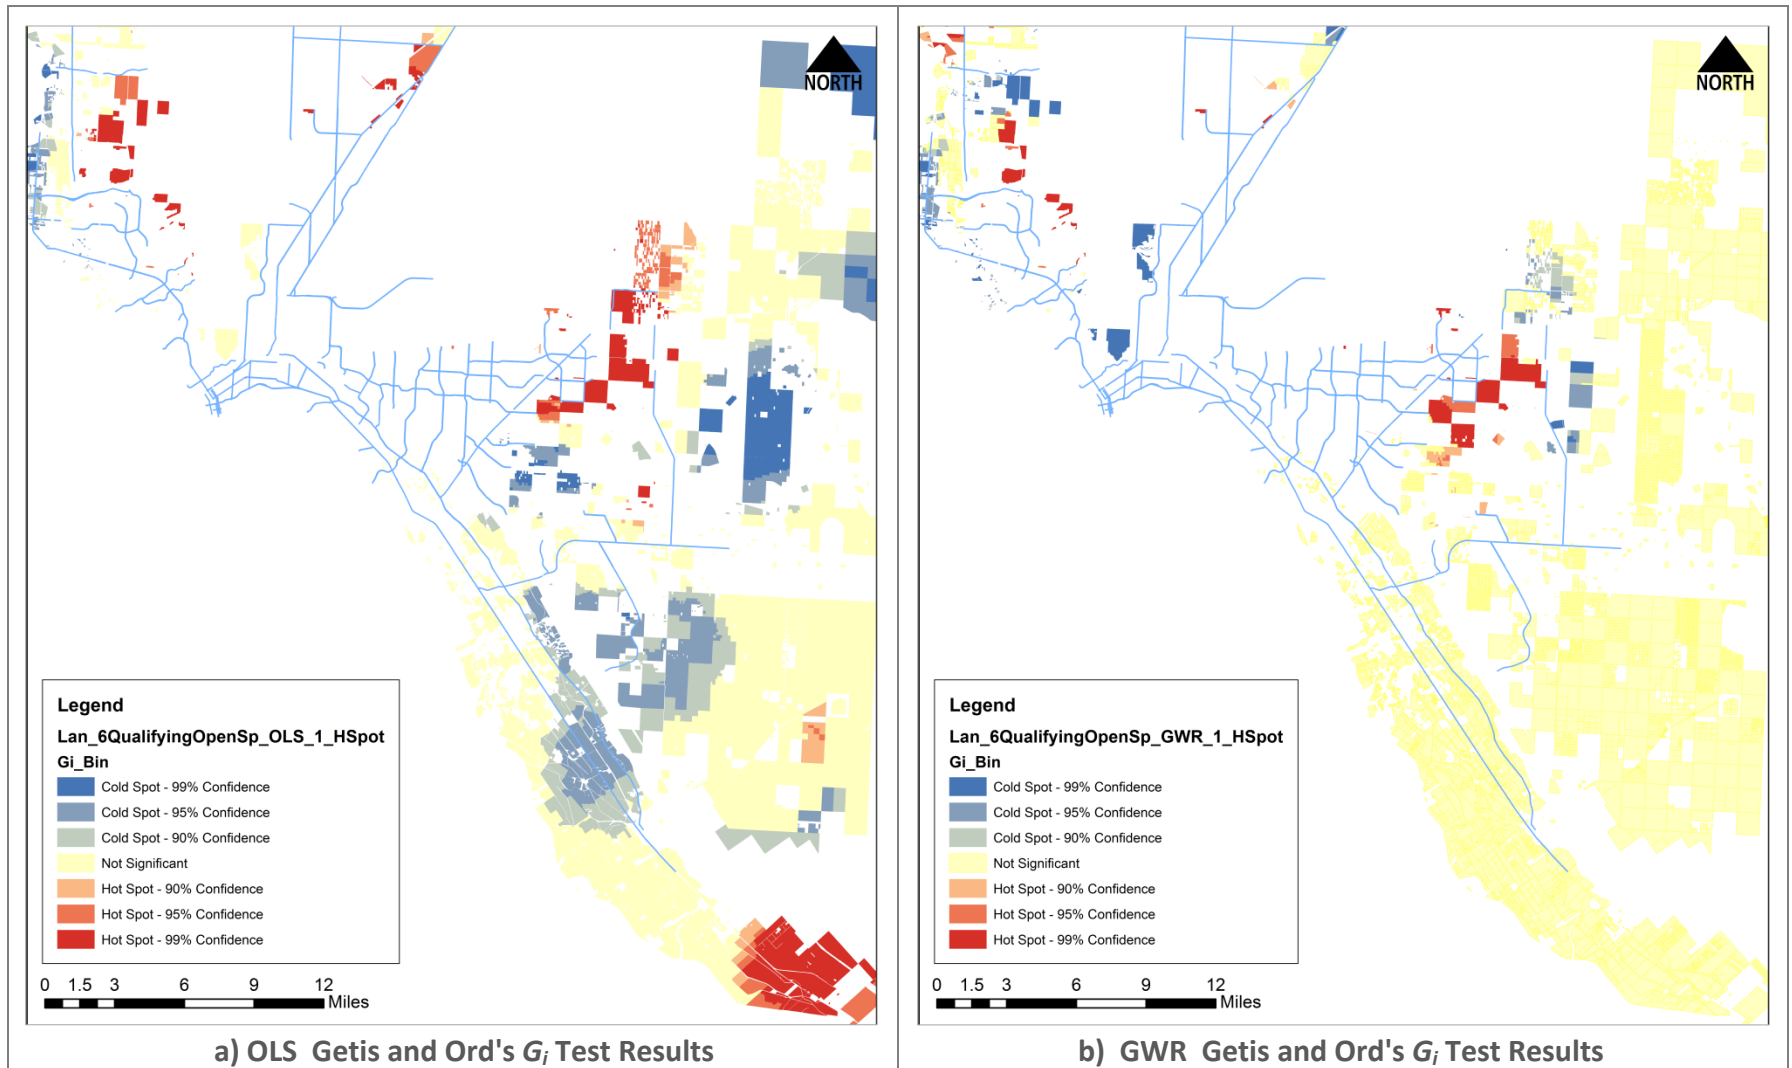 NORTH
Legend
Lan_6QualifyingOpenSp_OLS_1_HSpot
Gi_Bin
Cold Spot - 99% Confidence
Cold Spot - 95% Confidence
Cold Spot - 90% Confidence
Not Significant
Hot Spot - 90% Confidence
Hot Spot - 95% Confidence
Hot Spot - 99% Confidence
0 1.5 3 6 9 12
Miles
a) OLS Getis and Ord's Gi Test Results
NORTH
Legend
Lan_6QualifyingOpenSp_GWR_1_HSpot
Gi_Bin
Cold Spot - 99% Confidence
Cold Spot - 95% Confidence
Cold Spot - 90% Confidence
Not Significant
Hot Spot - 90% Confidence
Hot Spot - 95% Confidence
Hot Spot - 99% Confidence
0 1.5 3 6 9 12
Miles
b) GWR Getis and Ord's Gi Test Results